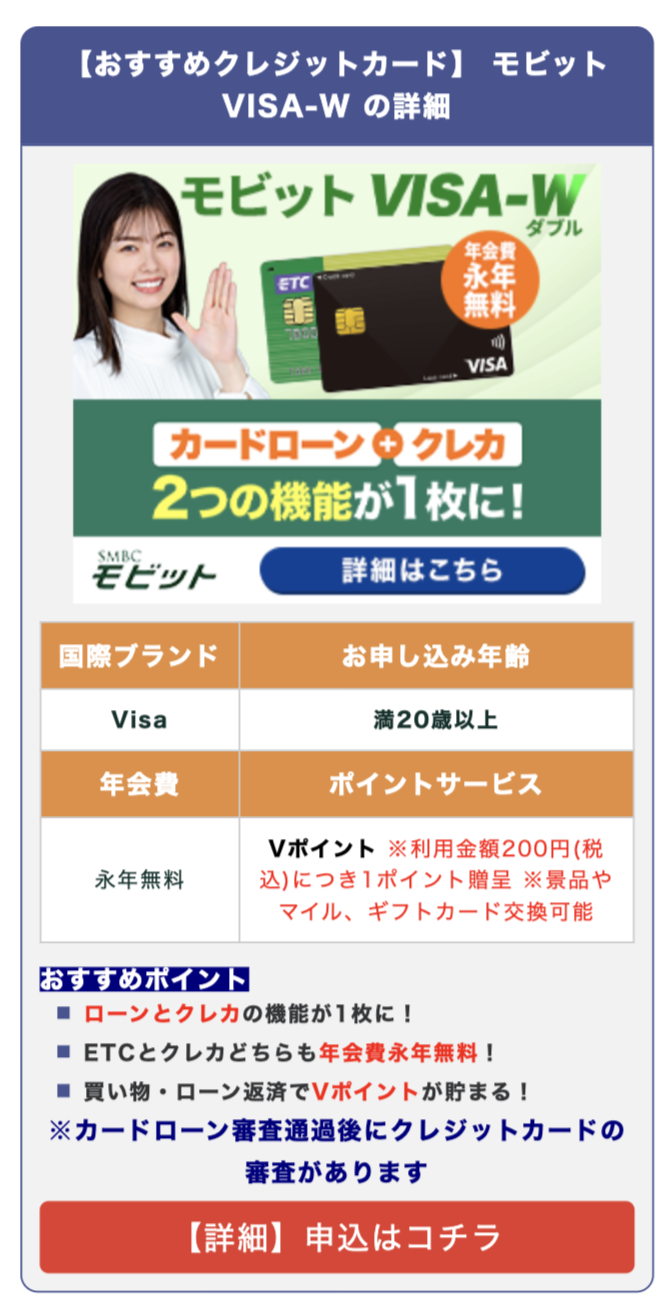 【おすすめクレジットカード】 モビット
VISA-W の詳細
モビット VISA-W
ダブル
年会費
永年
無料
ETC
Credit card
VISA
カードローン+クレカ
2つの機能が1枚に!
SMBC
モビット
詳細はこちら
国際ブランド
お申し込み年齢
Visa
満20歳以上
年会費
ポイントサービス
永年無料
Vポイント ※利用金額200円(税
込)につき1ポイント贈呈 ※景品や
マイル、ギフトカード交換可能
おすすめポイント
■ ローンとクレカの機能が1枚に！
■ ETCとクレカどちらも年会費永年無料！
■ 買い物・ローン返済でVポイントが貯まる！
※カードローン審査通過後にクレジットカードの
審査があります
【詳細】申込はコチラ